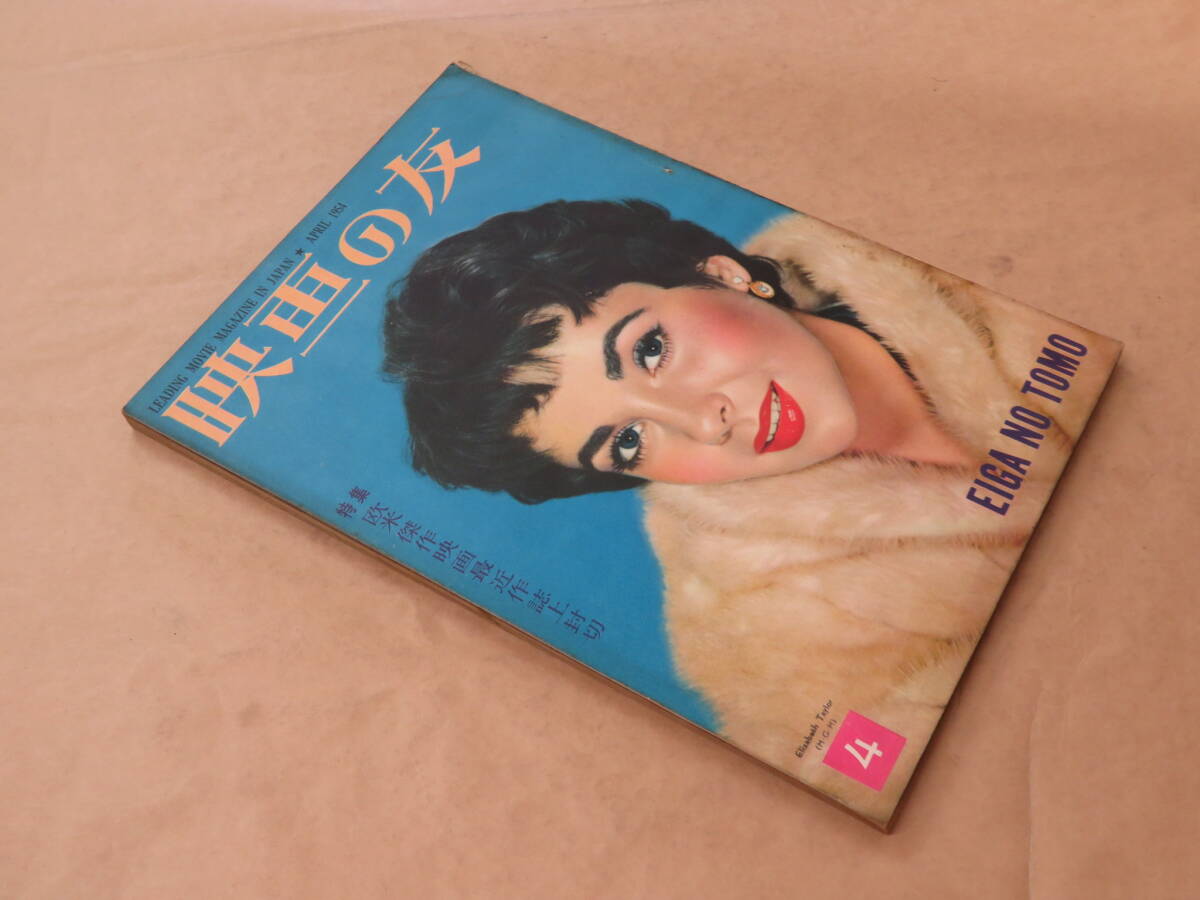 LEADING MOVIE MAGAZINE IN JAPAN ★ APRIL 1954
映画の友
特集
欧米傑作映画最近作誌上封切
EIGA NO TOMO
Elizabeth Taylor
(M·G·M)
4